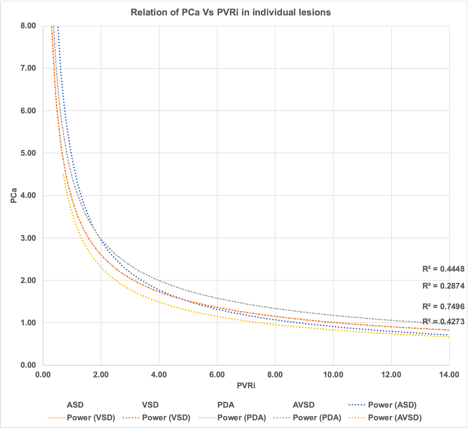 Relation of PCa Vs PVRi in individual lesions
8.00
7.00
6.00
5.00
4.00
3.00
2.00
1.00
0.00
PCa
R² = 0.4448
R² = 0.2874
R² = 0.7496
R² = 0.4273
0.00 2.00 4.00 6.00 8.00 10.00 12.00 14.00
PVRi
ASD VSD PDA AVSD Power (ASD)
Power (VSD) Power (VSD) Power (PDA) Power (PDA) Power (AVSD)